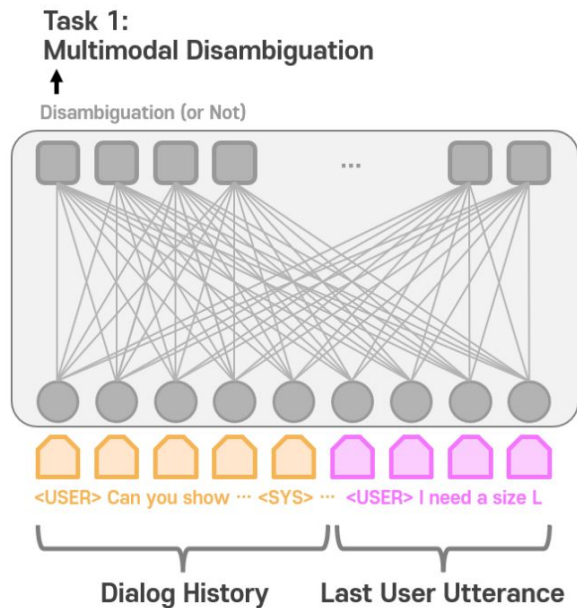 Task 1:
Multimodal Disambiguation
Disambiguation (or Not)
...
<USER> Can you show ... <SYS> ... <USER> I need a size L
Dialog History Last User Utterance